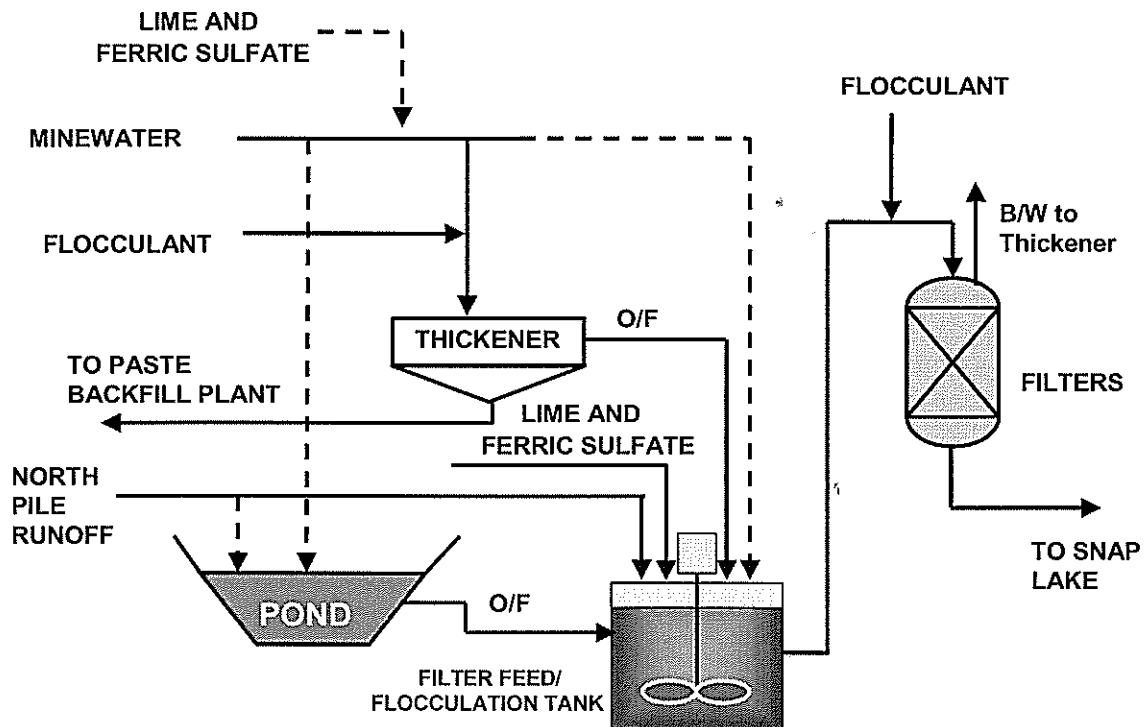 LIME AND
FERRIC SULFATE
FLOCCULANT
MINEWATER
B/W to
Thickener
FLOCCULANT
O/F
THICKENER
TO PASTE
BACKFILL PLANT
FILTERS
LIME AND
FERRIC SULFATE
NORTH
PILE
RUNOFF
TO SNAP
LAKE
POND
O/F
FILTER FEED/
FLOCCULATION TANK